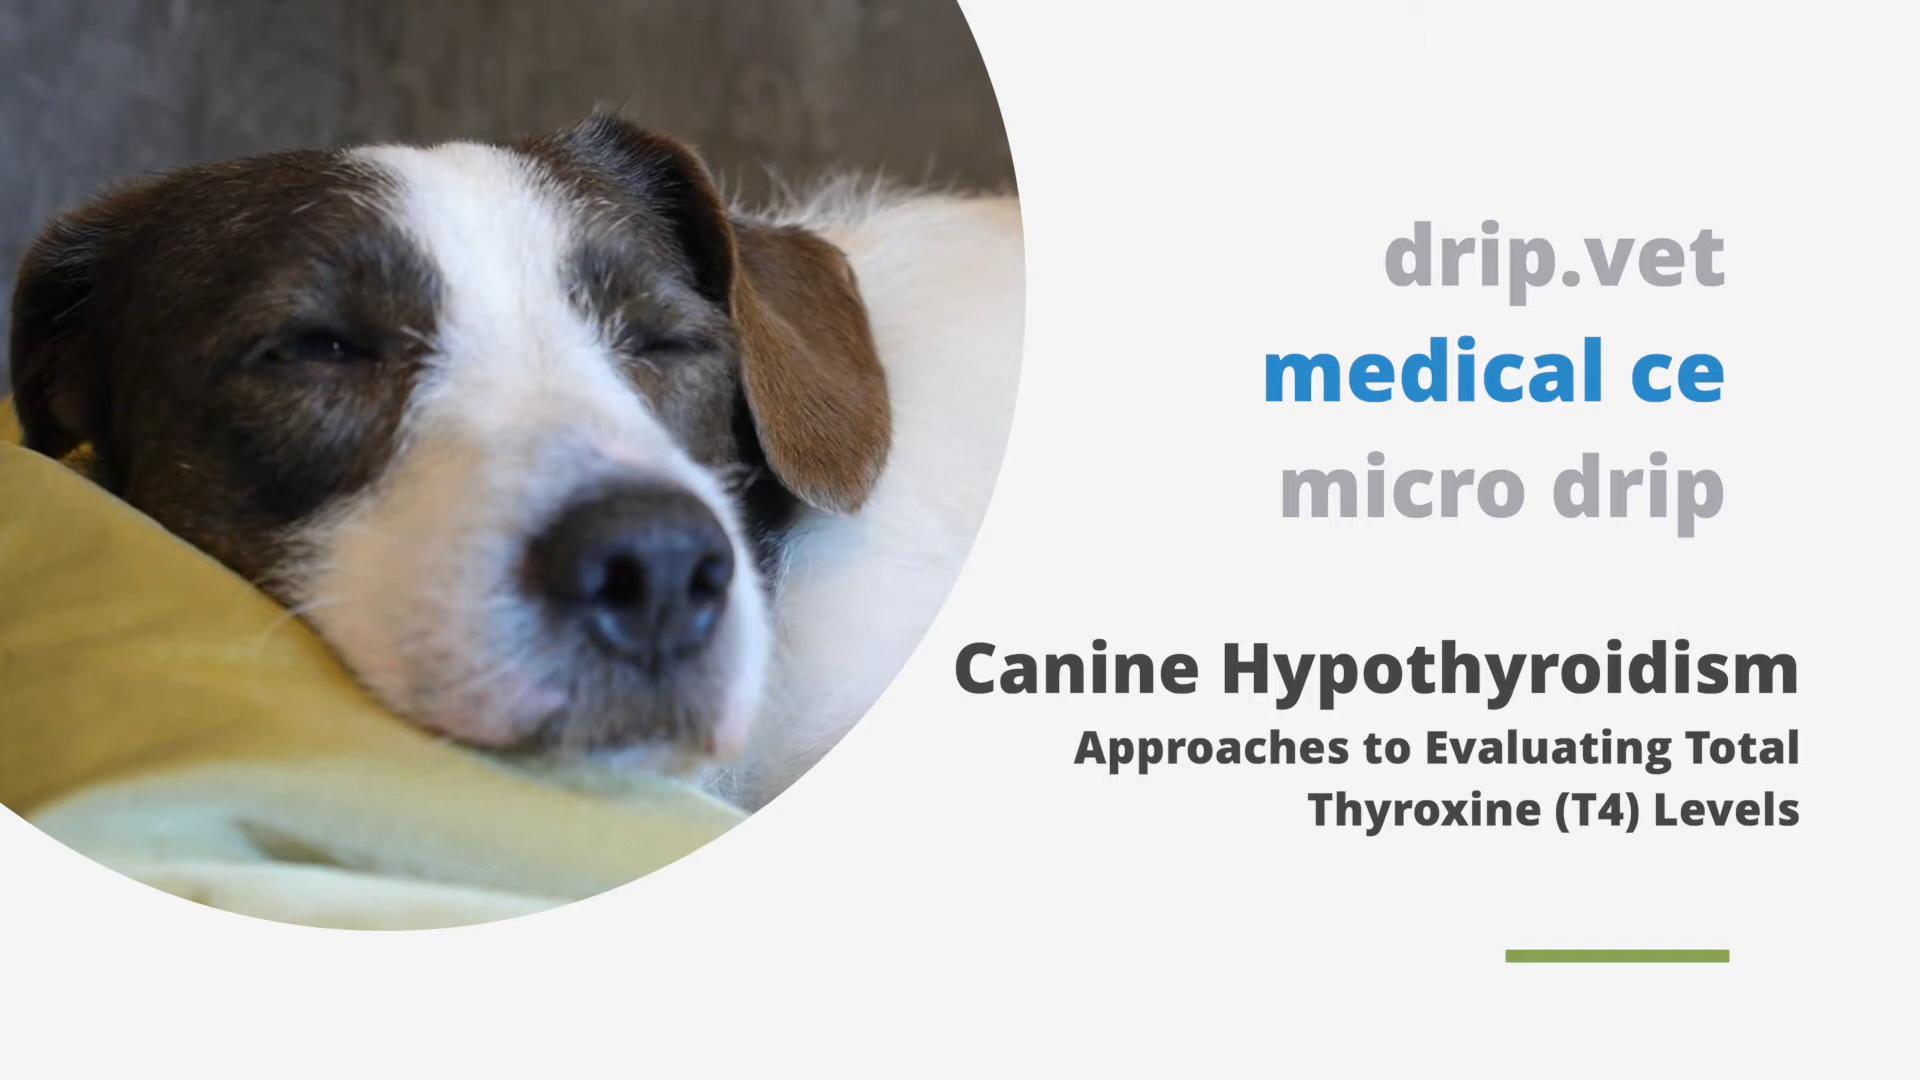 drip.vet
medical ce
micro drip
Canine Hypothyroidism
Approaches to Evaluating Total
Thyroxine (T4) Levels